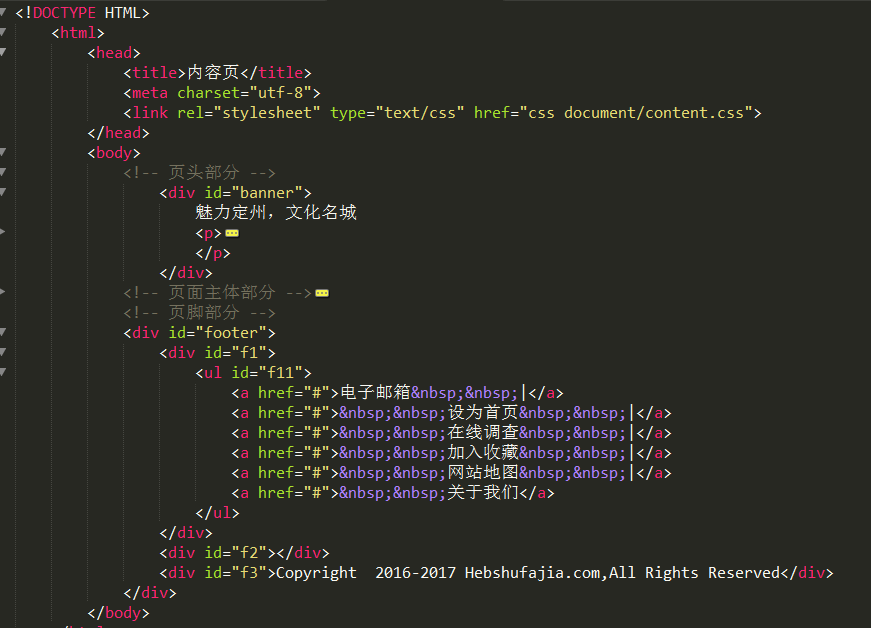 <!DOCTYPE HTML>
<html>
<head>
<title>内容页</title>
<meta charset="utf-8">
<link rel="stylesheet" type="text/css" href="css document/content.css">
</head>
<body>
<!-- 页头部分 -->
<div id="banner">
魅力定州，文化名城
<p>
</p>
</div>
<!-- 页面主体部分 -->
<!-- 页脚部分 -->
<div id="footer">
<div id="f1">
<ul id="f11">
<a href="#">电子邮箱&nbsp;&nbsp;|</a>
<a href="#">&nbsp;&nbsp;设为首页&nbsp;&nbsp;|</a>
<a href="#">&nbsp;&nbsp;在线调查&nbsp;&nbsp;|</a>
<a href="#">&nbsp;&nbsp;加入收藏&nbsp;&nbsp;|</a>
<a href="#">&nbsp;&nbsp;网站地图&nbsp;&nbsp;|</a>
<a href="#">&nbsp;&nbsp;关于我们</a>
</ul>
</div>
<div id="f2"></div>
<div id="f3">Copyright  2016-2017 Hebshufajia.com,All Rights Reserved</div>
</div>
</body>